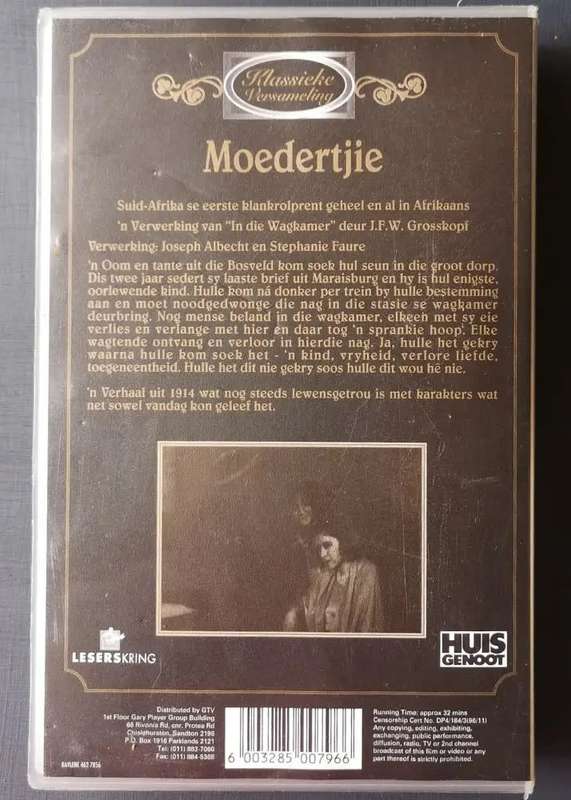 Klassieke
Versameling
Moedertjie
Suid-Afrika se eerste klankrolprent geheel en al in Afrikaans
'n Verwerking van "In die Wagkamer" deur J.F.W. Grosskopf
Verwerking: Joseph Albecht en Stephanie Faure
'n Oom en tante uit die Bosveld kom soek hul seun in die groot dorp.
Dis twee jaar sedert sy laaste brief uit Maraisburg en hy is hul enigste,
oorlewende kind. Hulle kom ná donker per trein by hulle bestemming
aan en moet noodgedwonge die nag in die stasie se wagkamer
deurbring. Nog mense beland in die wagkamer, elkeen met sy eie
verlies en verlange met hier en daar tog 'n sprankie hoop'. Elke
wagtende ontvang en verloor in hierdie nag. Ja, hulle het gekry
waarna hulle kom soek het - 'n kind, vryheid, verlore liefde,
toegeneentheid. Hulle het dit nie gekry soos hulle dit wou hê nie.
'n Verhaal uit 1914 wat nog steeds lewensgetrou is met karakters wat
net sowel vandag kon geleef het.
LESERSKRING
HUIS
GENOOT
Distributed by GTV
1st Floor Gary Player Group Building
66 Rivonia Rd, cnr. Protea Rd
Chislehurston, Sandton 2196
P.O. Box 1916 Parklands 2121
Tel: (011) 883-7060
Fax: (011) 884-5368
RAVLENE 462 7856
6 003285 007966
Running Time: approx 32 mins
Censorship Cert No. DP4/184/3(96/11)
Any copying, editing, exhibiting,
exchanging, public performance,
diffusion, radio, TV or 2nd channel
broadcast of this film or video or any
part thereof is strictly prohibited.